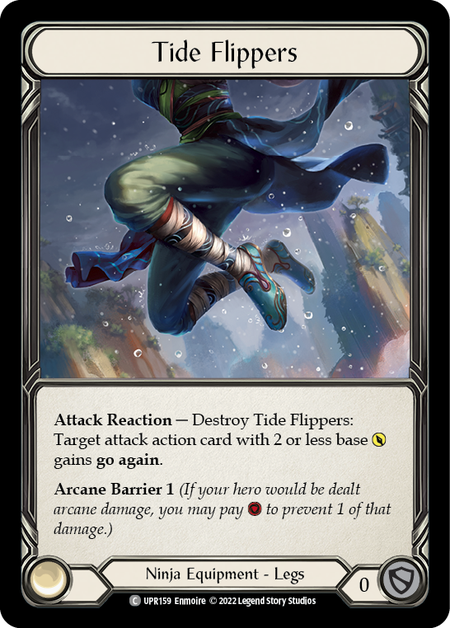 Tide Flippers
Attack Reaction — Destroy Tide Flippers:
Target attack action card with 2 or less base
gains go again.
Arcane Barrier 1 (If your hero would be dealt
arcane damage, you may pay to prevent 1 of that
damage.)
Ninja Equipment - Legs
0
C UPR159 Enmoire © 2022 Legend Story Studios